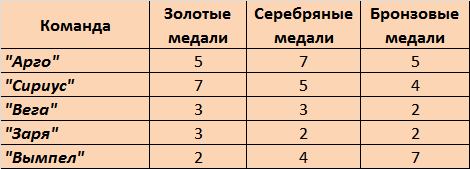 Команда Золотые медали Серебряные медали Бронзовые медали
"Арго" 5 7 5
"Сириус" 7 5 4
"Вега" 3 3 2
"Заря" 3 2 2
"Вымпел" 2 4 7